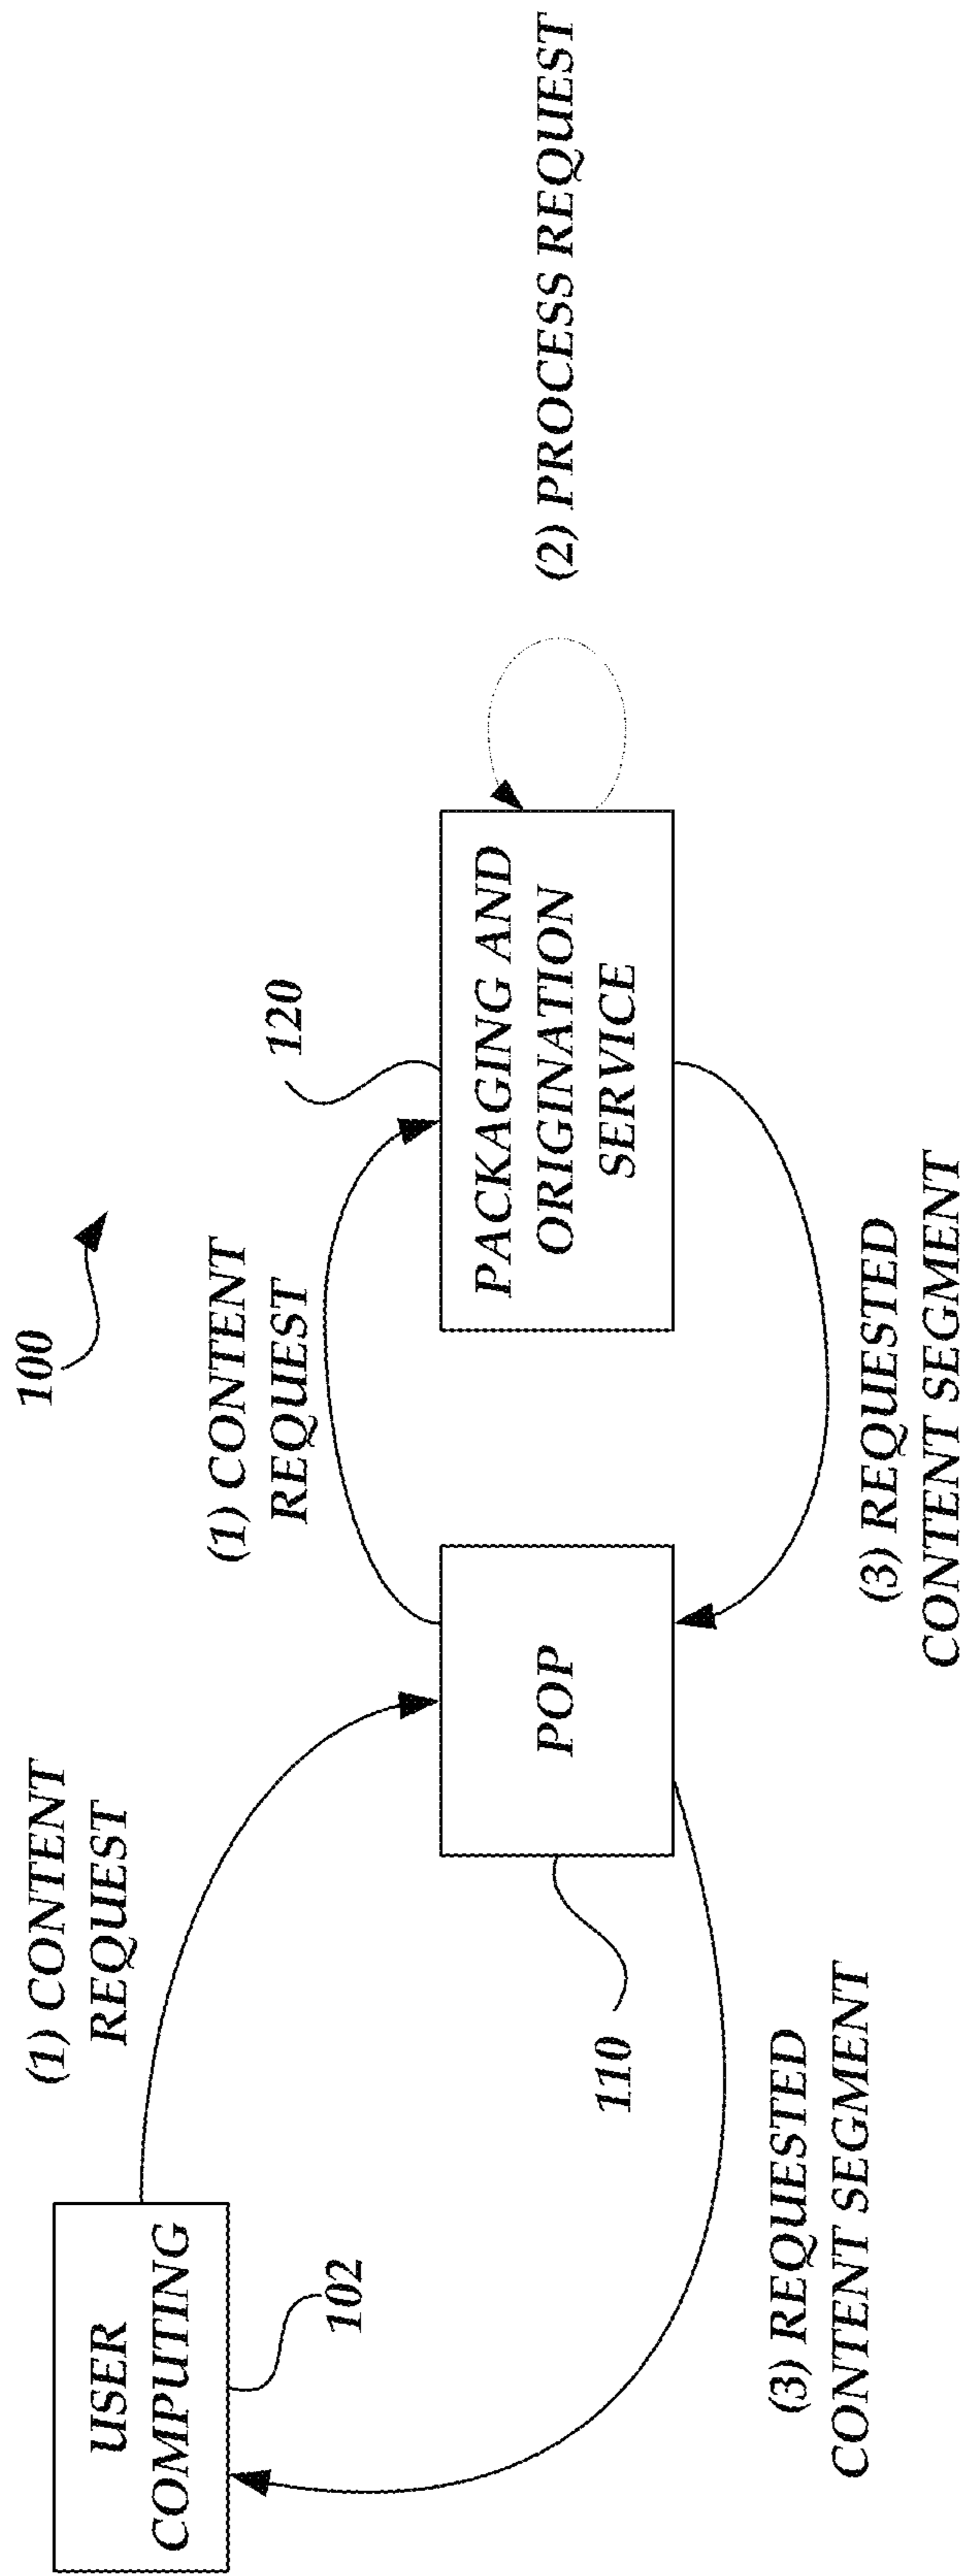 100
USER
COMPUTING
102
(1) CONTENT
REQUEST
POP
110
(1) CONTENT
REQUEST
120
PACKAGING AND
ORIGINATION
SERVICE
(2) PROCESS REQUEST
(3) REQUESTED
CONTENT SEGMENT
(3) REQUESTED
CONTENT SEGMENT